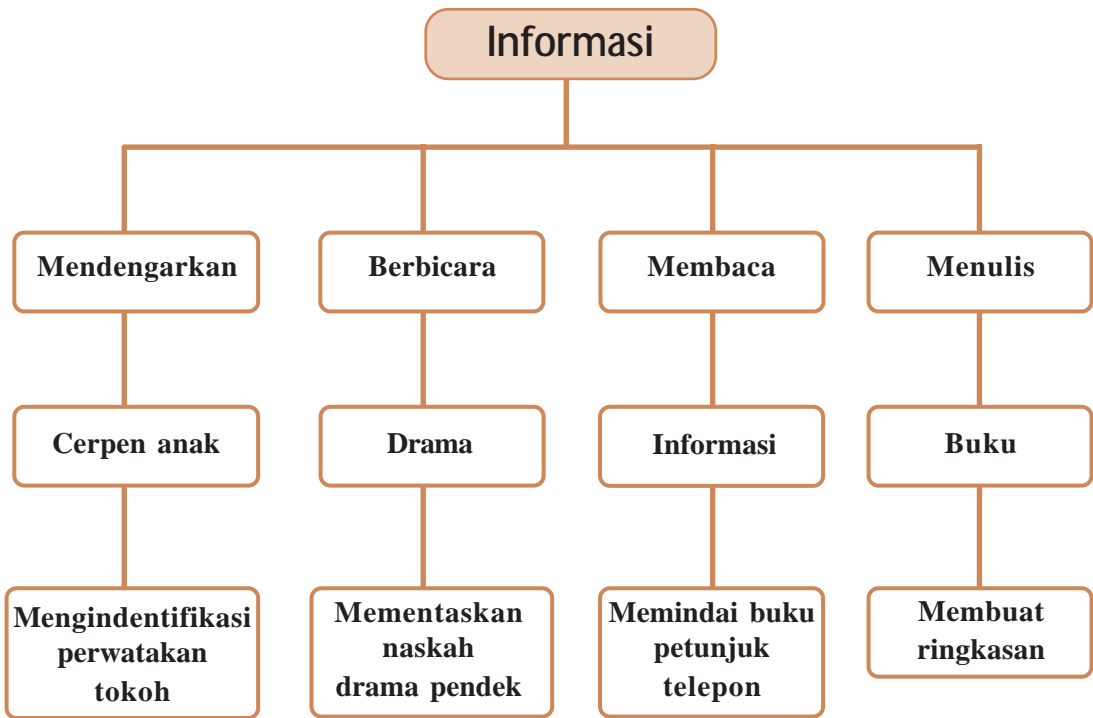 Informasi
Mendengarkan
Berbicara
Membaca
Menulis
Cerpen anak
Drama
Informasi
Buku
Mengindentifikasi
perwatakan
tokoh
Mementaskan
naskah
drama pendek
Memindai buku
petunjuk
telepon
Membuat
ringkasan